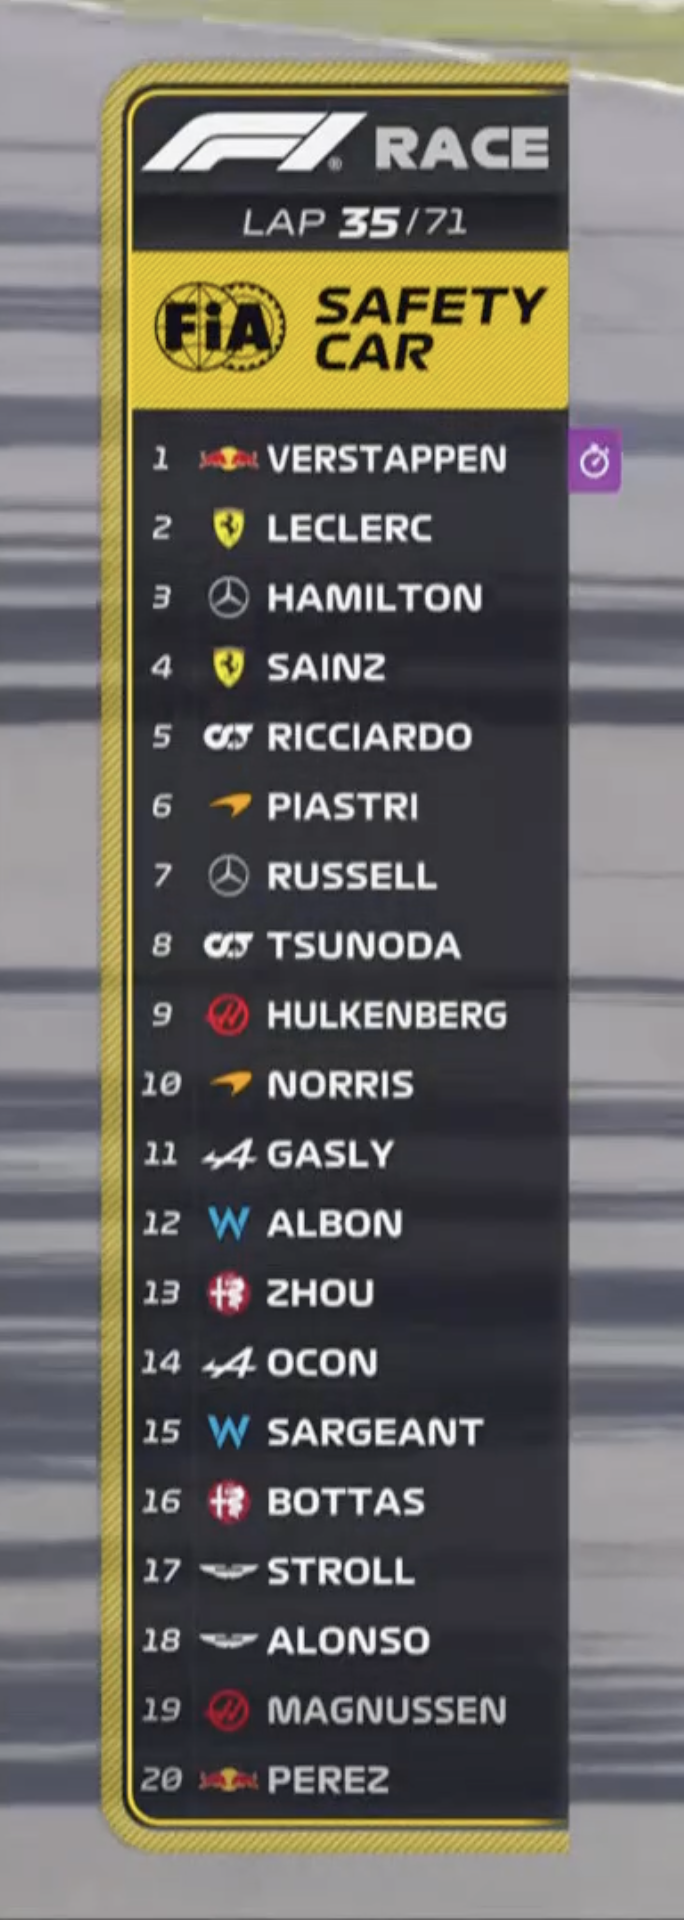 F1® RACE
LAP 35/71
FiA SAFETY
CAR
1 VERSTAPPEN
2 LECLERC
3 HAMILTON
4 SAINZ
5 RICCIARDO
6 PIASTRI
7 RUSSELL
8 TSUNODA
9 HULKENBERG
10 NORRIS
11 GASLY
12 W ALBON
13 ZHOU
14 OCON
15 W SARGEANT
16 BOTTAS
17 STROLL
18 ALONSO
19 MAGNUSSEN
20 PEREZ